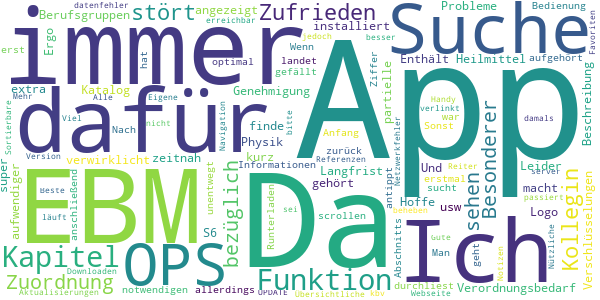 datenfehler
Berufsgruppen stört angezeigt Zufrieden erreichbar installiert Suche Probleme Bedienung
erst Ergo immer hat optimal Wenn jedoch besser gefällt landet Ziffer Enthält Heilmittel aufgehört Favoriten
extra Katalog Genehmigung partielle Beschreibung
Mehr Alle Eigene dafür App Handy verlinkt damals
Sortierbare Viel Nach nicht finde bitte Navigation Anfang Und war Sonst
Version verwirklicht zeitnah Physik zurück Referenzen Netzwerkfehler Leider Besonderer
super aufwendiger Beste läuft anschließend EBM kurz Informationen Langfrist gehört antippt sucht erstmal Reiter sehen Kollegin Verschlüsselungen
unentwegt bezüglich Da Runterladen sei scrollen Hoffe usw macht server passiert
Kapitel OPS S6 Ich Logo
Zuordnung Funktion allerdings Abschnitts Man geht Gute Nützliche
notwendigen beheben Notizen durchliest Verordnungsbedarf
Downloaden Aktualisierungen UPDATE Übersichtliche kbv Webseite